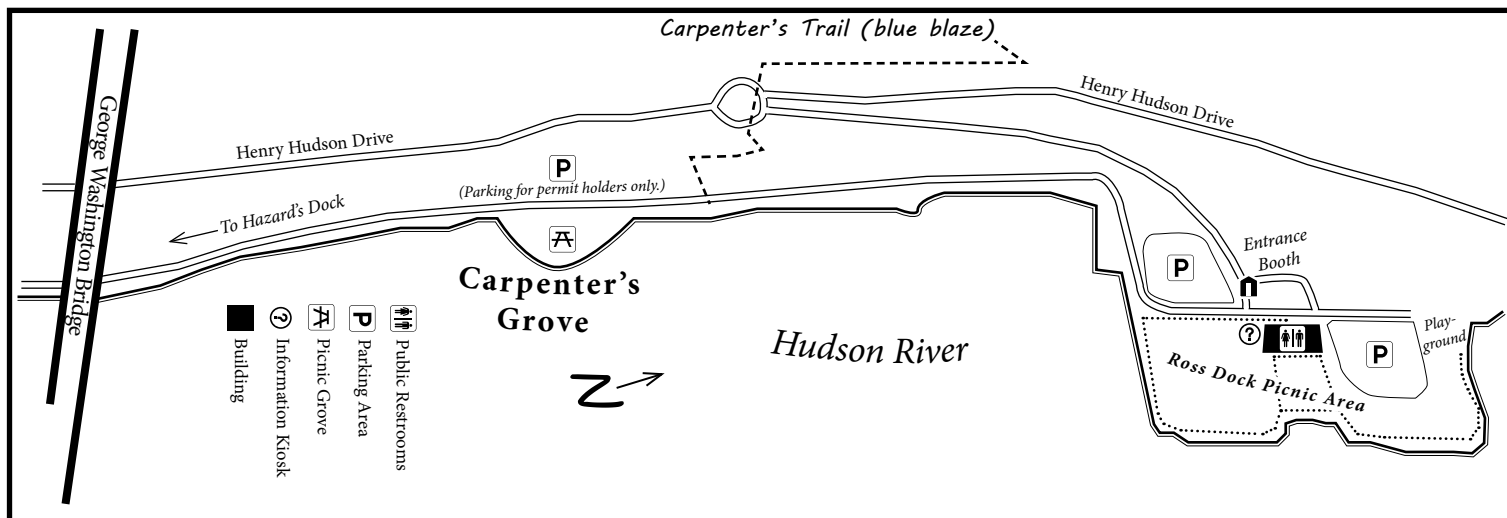 Carpenter's Trail (blue blaze)
George Washington Bridge
Henry Hudson Drive
Henry Hudson Drive
P
(Parking for permit holders only.)
To Hazard's Dock
Carpenter's
Grove
Entrance
Booth
P
Play-
ground
?
P
Ross Dock Picnic Area
Hudson River
N
Building
? Information Kiosk
Picnic Grove
P Parking Area
Public Restrooms